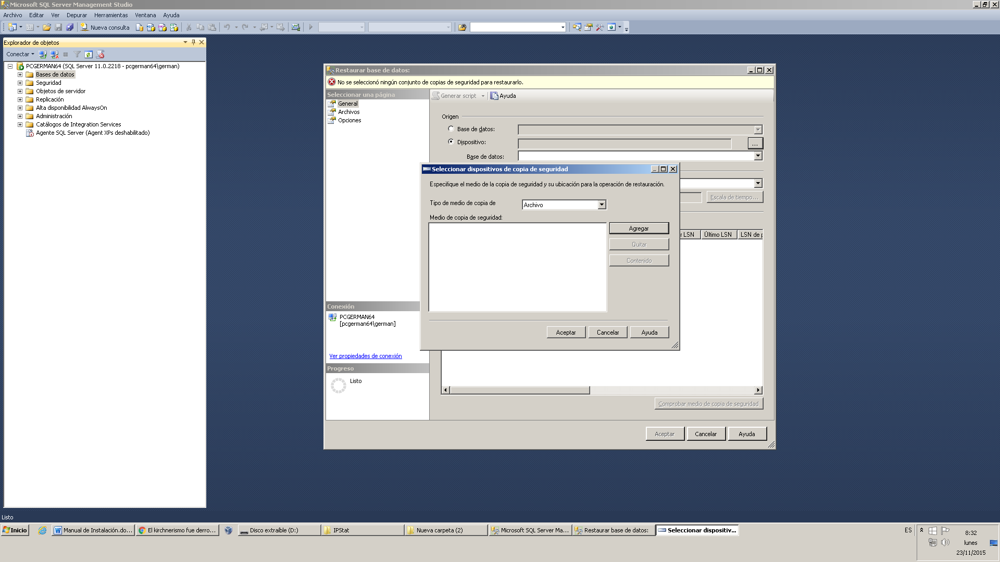 Microsoft SQL Server Management Studio
Archivo Editar Ver Depurar Herramientas Ventana Ayuda
Nueva consulta
Explorador de objetos
Conectar
PCGERMAN64 (SQL Server 11.0.2218 - pcgerman64\german)
Bases de datos
Seguridad
Objetos de servidor
Replicación
Alta disponibilidad AlwaysOn
Administración
Catálogos de Integration Services
Agente SQL Server (Agent XPs deshabilitado)
Restaurar base de datos:
No se seleccionó ningún conjunto de copias de seguridad para restaurarlo.
Seleccionar una página
General
Archivos
Opciones
Generar script
Ayuda
Origen
Base de datos:
Dispositivo:
...
Base de datos:
Escala de tiempo...
r LSN Último LSN LSN de p
Seleccionar dispositivos de copia de seguridad
Especifique el medio de la copia de seguridad y su ubicación para la operación de restauración.
Tipo de medio de copia de
Archivo
Medio de copia de seguridad:
Agregar
Quitar
Contenido
Aceptar Cancelar Ayuda
Conexión
PCGERMAN64
[pcgerman64\german]
Ver propiedades de conexión
Progreso
Listo
Comprobar medio de copia de seguridad
Aceptar Cancelar Ayuda
Listo
Inicio
Manual de Instalación.do...
El kirchnerismo fue derro...
Disco extraíble (D:)
IPStat
Nueva carpeta (2)
Microsoft SQL Server Ma...
Restaurar base de datos:
Seleccionar dispositiv...
ES
8:32
lunes
23/11/2015